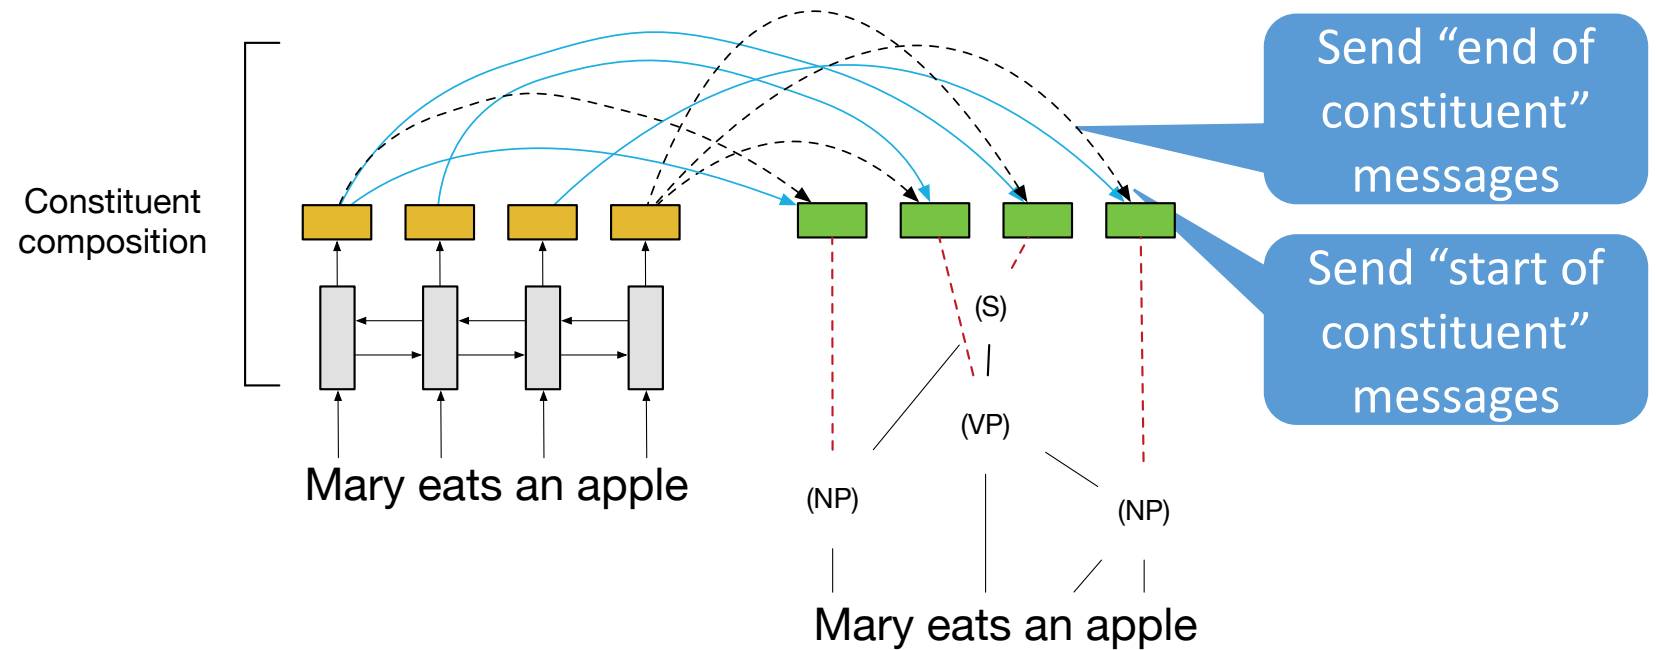 Send “end of
constituent”
messages
Constituent
composition
Send “start of
constituent”
messages
(S)
(VP)
Mary eats an apple
(NP)
(NP)
Mary eats an apple